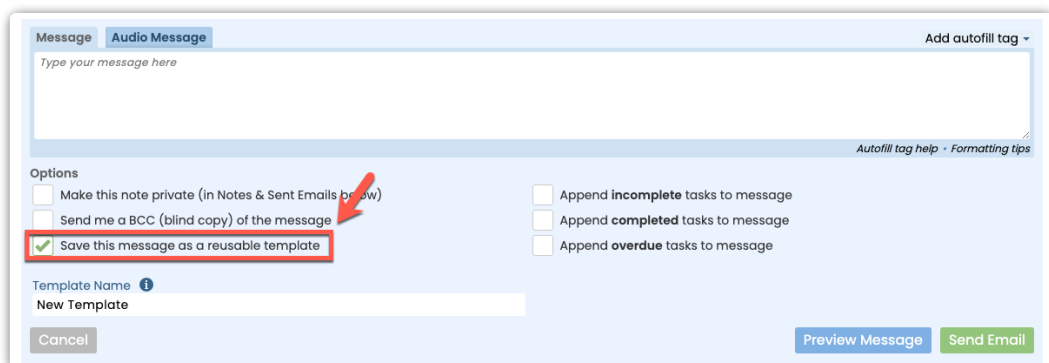 Message Audio Message Add autofill tag
Type your message here
Autofill tag help • Formatting tips
Options
Make this note private (in Notes & Sent Emails below) Append incomplete tasks to message
Send me a BCC (blind copy) of the message Append completed tasks to message
Save this message as a reusable template Append overdue tasks to message
Template Name
New Template
Cancel Preview Message Send Email